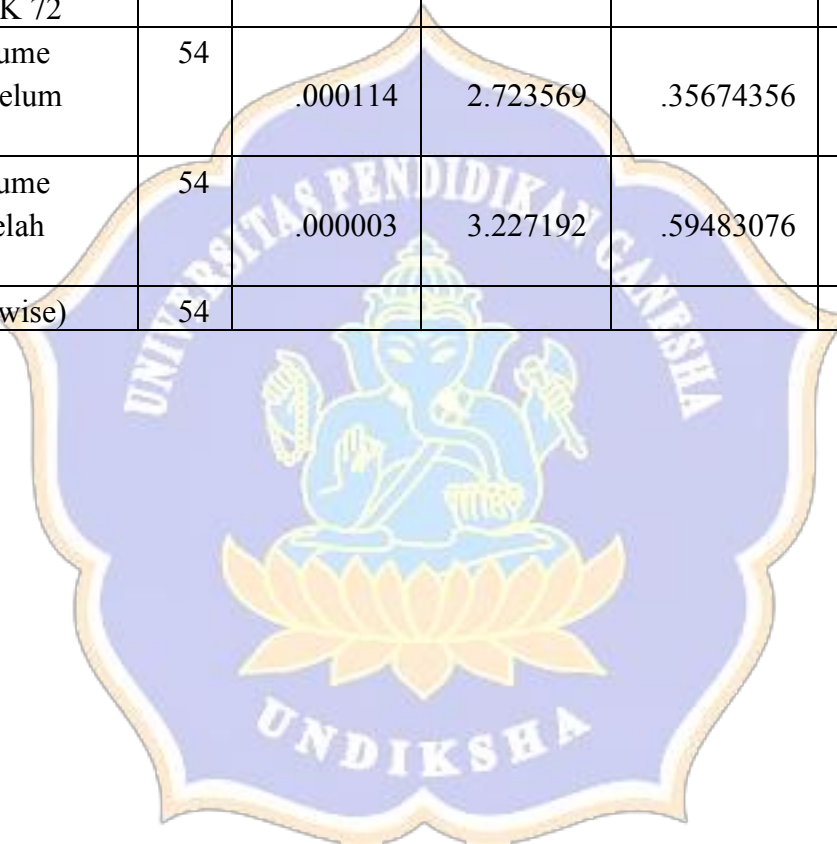 K 72
ume 54
elum .000114 2.723569 .35674356
ume 54
elah .000003 3.227192 .59483076
wise) 54
UNIVERSITAS PENDIDIKAN GANESHA
UNDIKSHA